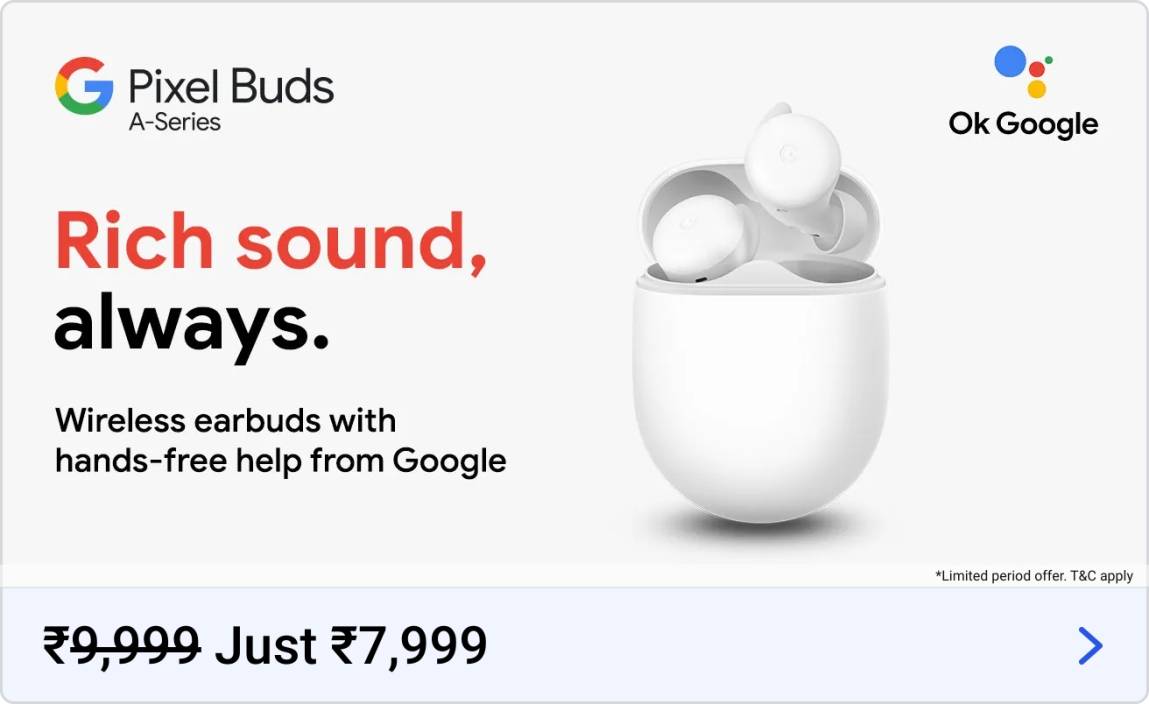 Pixel Buds
A-Series
Ok Google
Rich sound,
always.
Wireless earbuds with
hands-free help from Google
*Limited period offer. T&C apply
₹9,999 Just ₹7,999